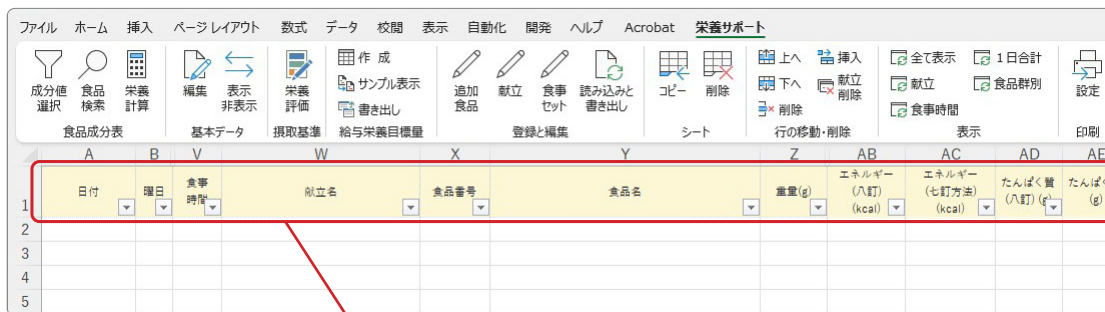 ファイル ホーム 挿入 ページ レイアウト 数式 データ 校閲 表示 自動化 開発 ヘルプ Acrobat 栄養サポート
成分値
選択
食品
検索
栄養
計算
食品成分表
編集
表示
非表示
基本データ
栄養
評価
摂取基準
作 成
サンプル表示
書き出し
給与栄養目標量
追加
食品
献立
食事
セット
読み込みと
書き出し
登録と編集
コピー
削除
シート
上へ
下へ
削除
挿入
献立
削除
行の移動・削除
全て表示
献立
食事時間
1日合計
食品群別
表示
設定
印刷
A B V W X Y Z AB AC AD AE
1
日付
曜日
食事
時間
献立名
食品番号
食品名
重量(g)
エネルギー
(八訂)
(kcal)
エネルギー
(七訂方法)
(kcal)
たんぱく質
(八訂) (g)
たんぱく
(g)
2
3
4
5